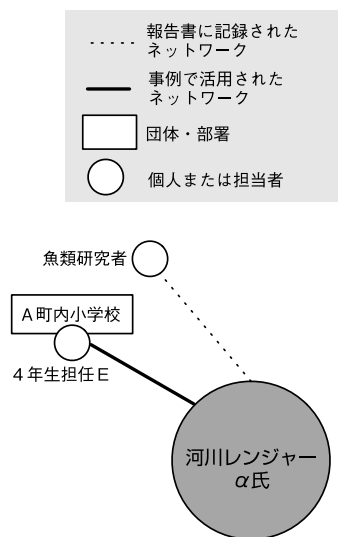 報告書に記録された
ネットワーク
事例で活用された
ネットワーク
団体・部署
個人または担当者
魚類研究者
A町内小学校
4年生担任E
河川レンジャー
α氏